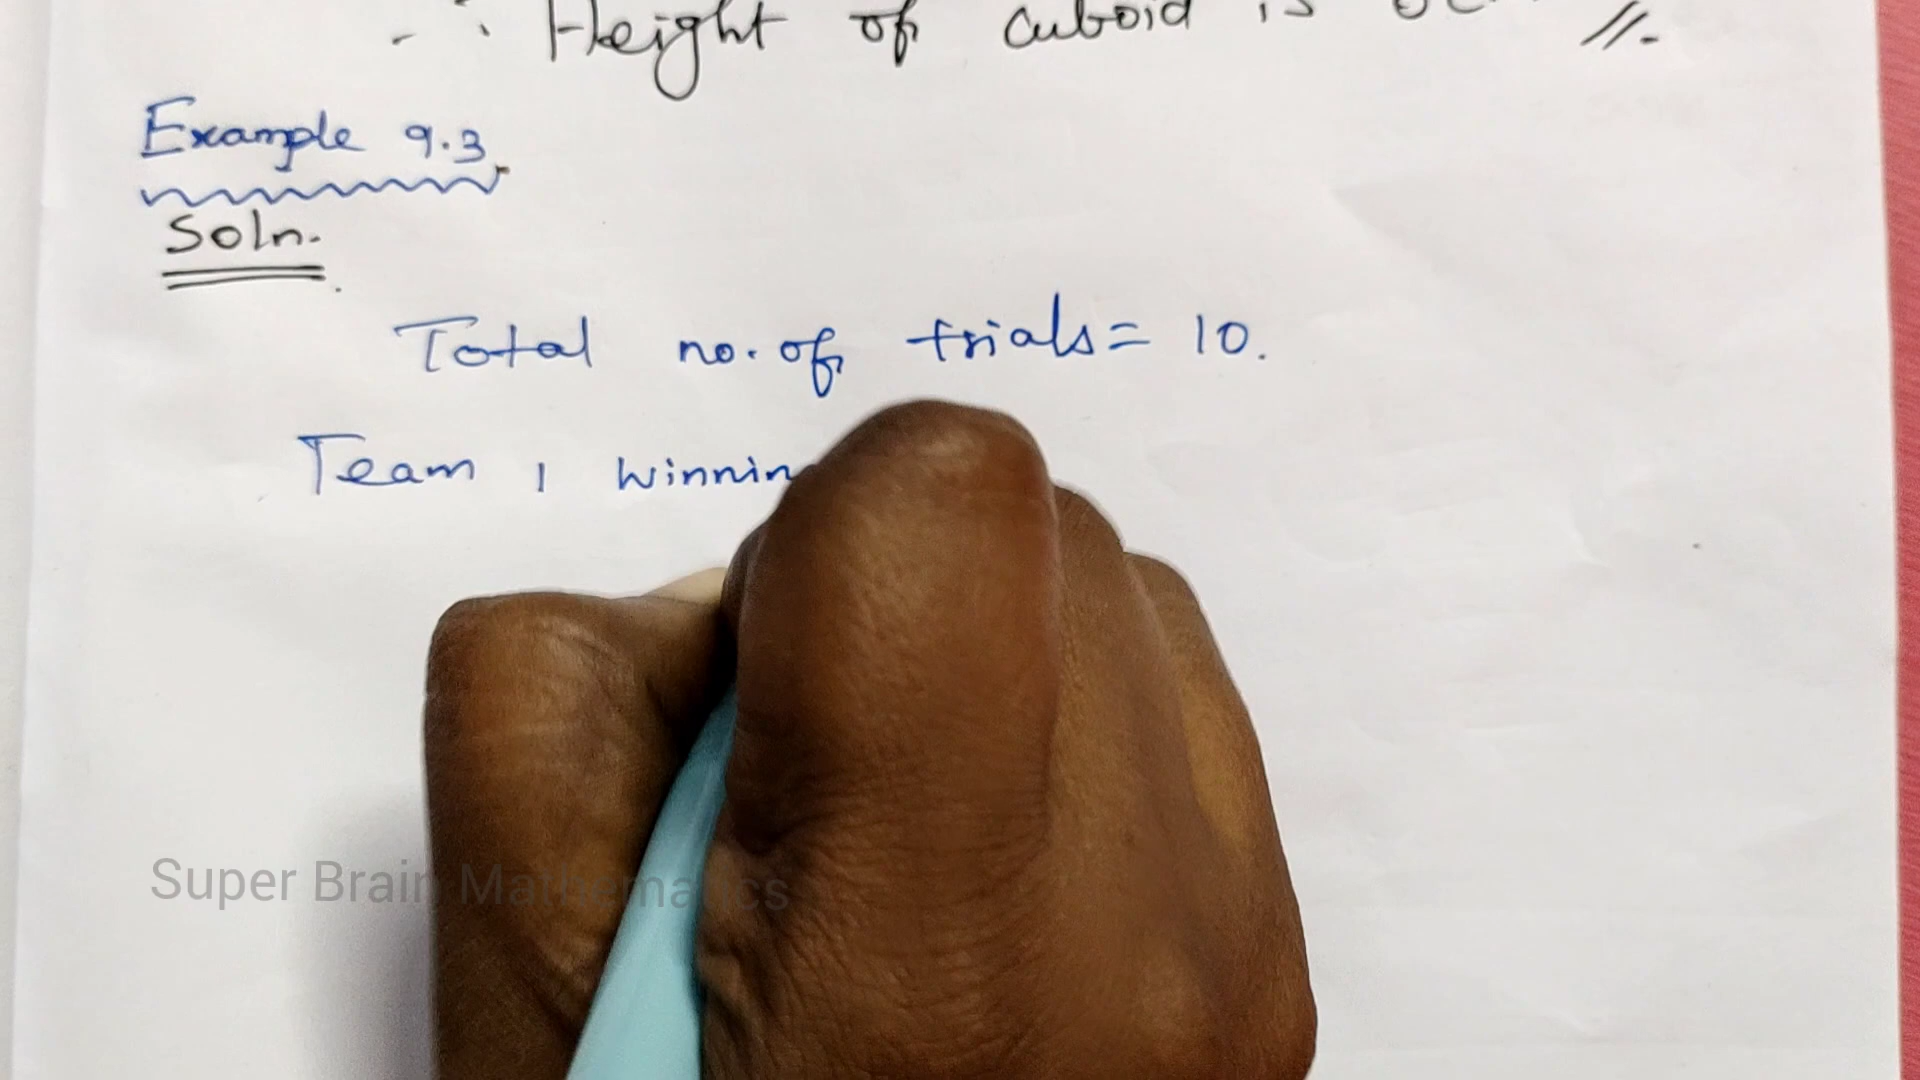 ∴ Height of cuboid is
Example 9.3.
Soln.
Total no. of trials = 10.
Team 1 winnin
Super Brain Mathematics